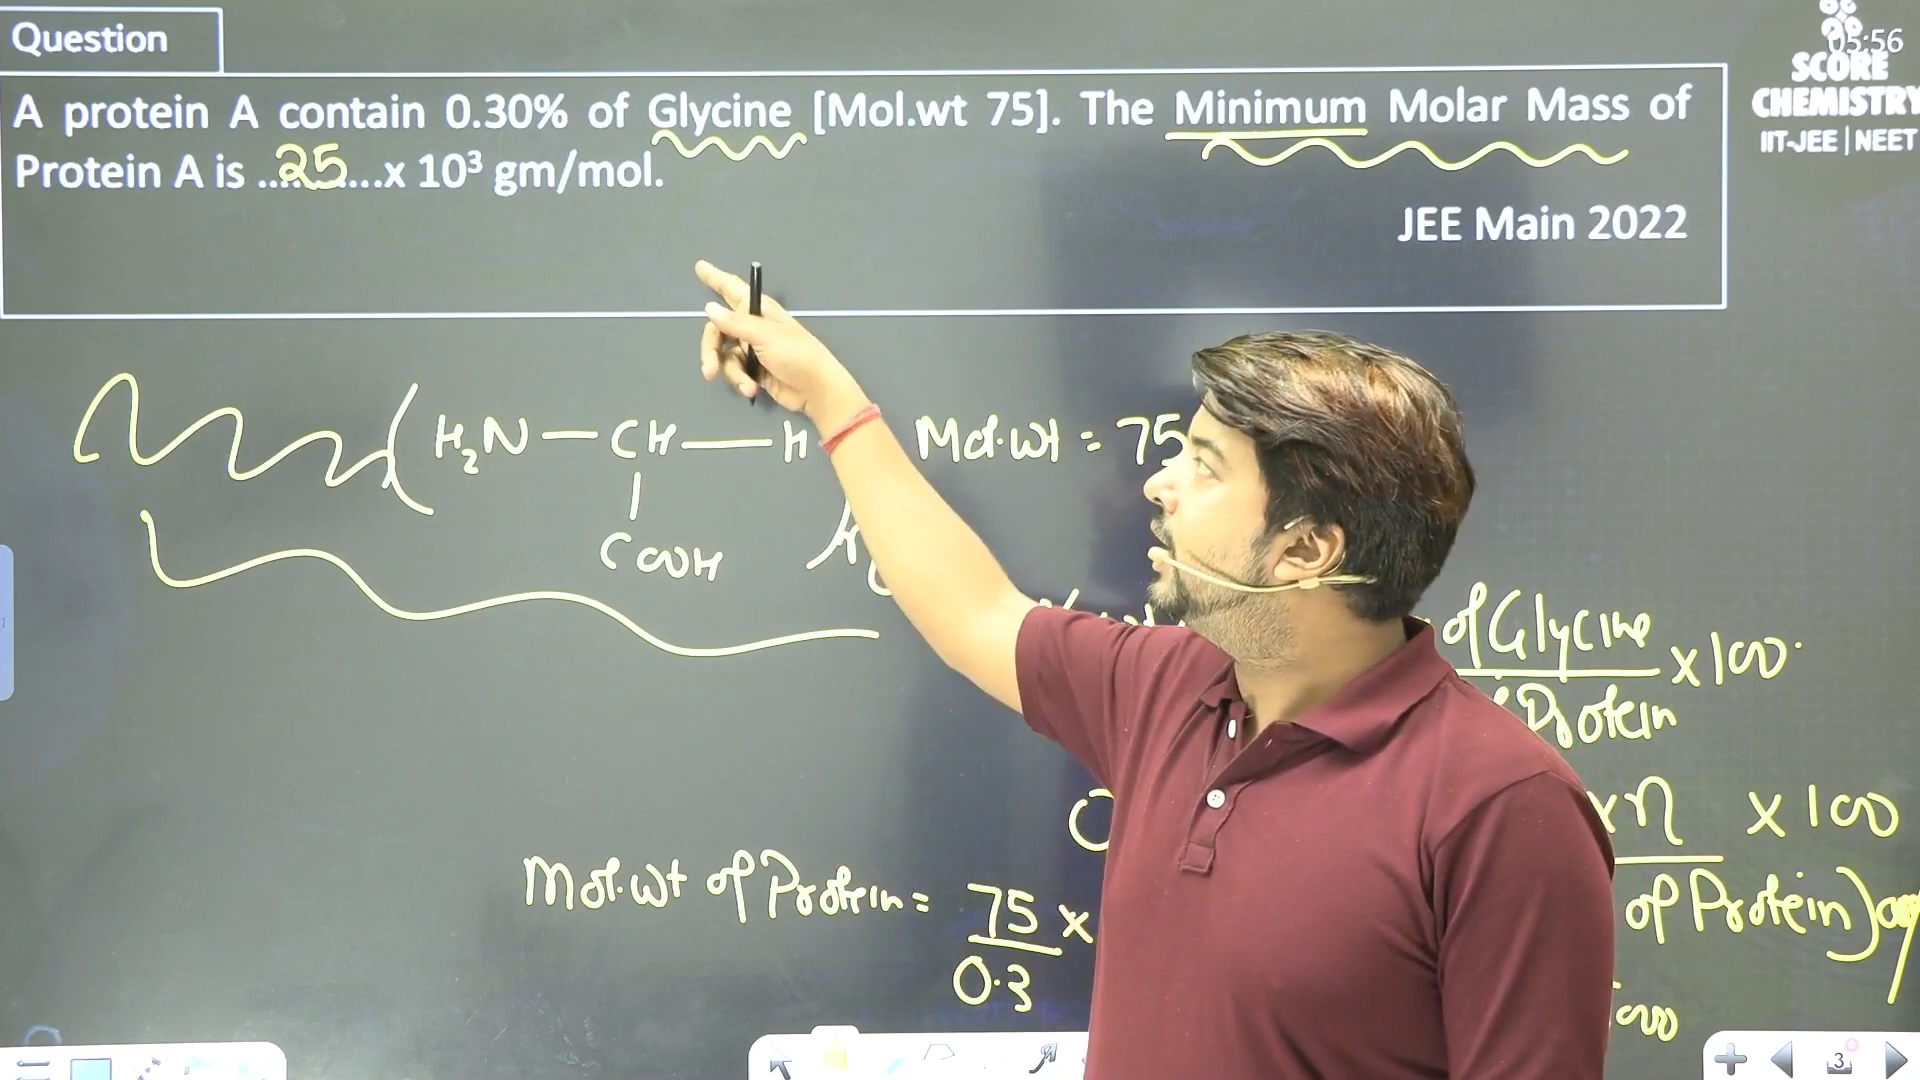 Question
05:56
SCORE
CHEMISTRY
IIT-JEE | NEET
A protein A contain 0.30% of Glycine [Mol.wt 75]. The Minimum Molar Mass of
Protein A is ...25...x 10³ gm/mol.
JEE Main 2022
H₂N — CH — H
COOH
Mol.wt = 75
of Glycine x 100
Protein
x n x 100
of Protein)
Mol.wt of Protein = 75 x
0.3
3